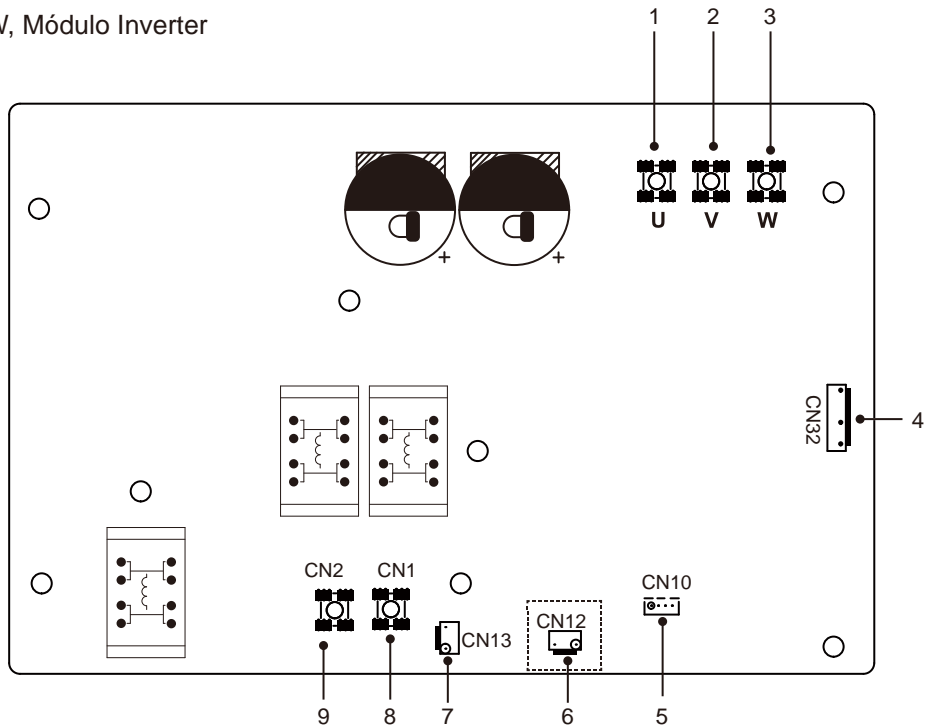 , Módulo Inverter
1 2 3
U V W
+ +
CN32
4
CN2 CN1
CN10
CN12
CN13
9 8 7 6 5